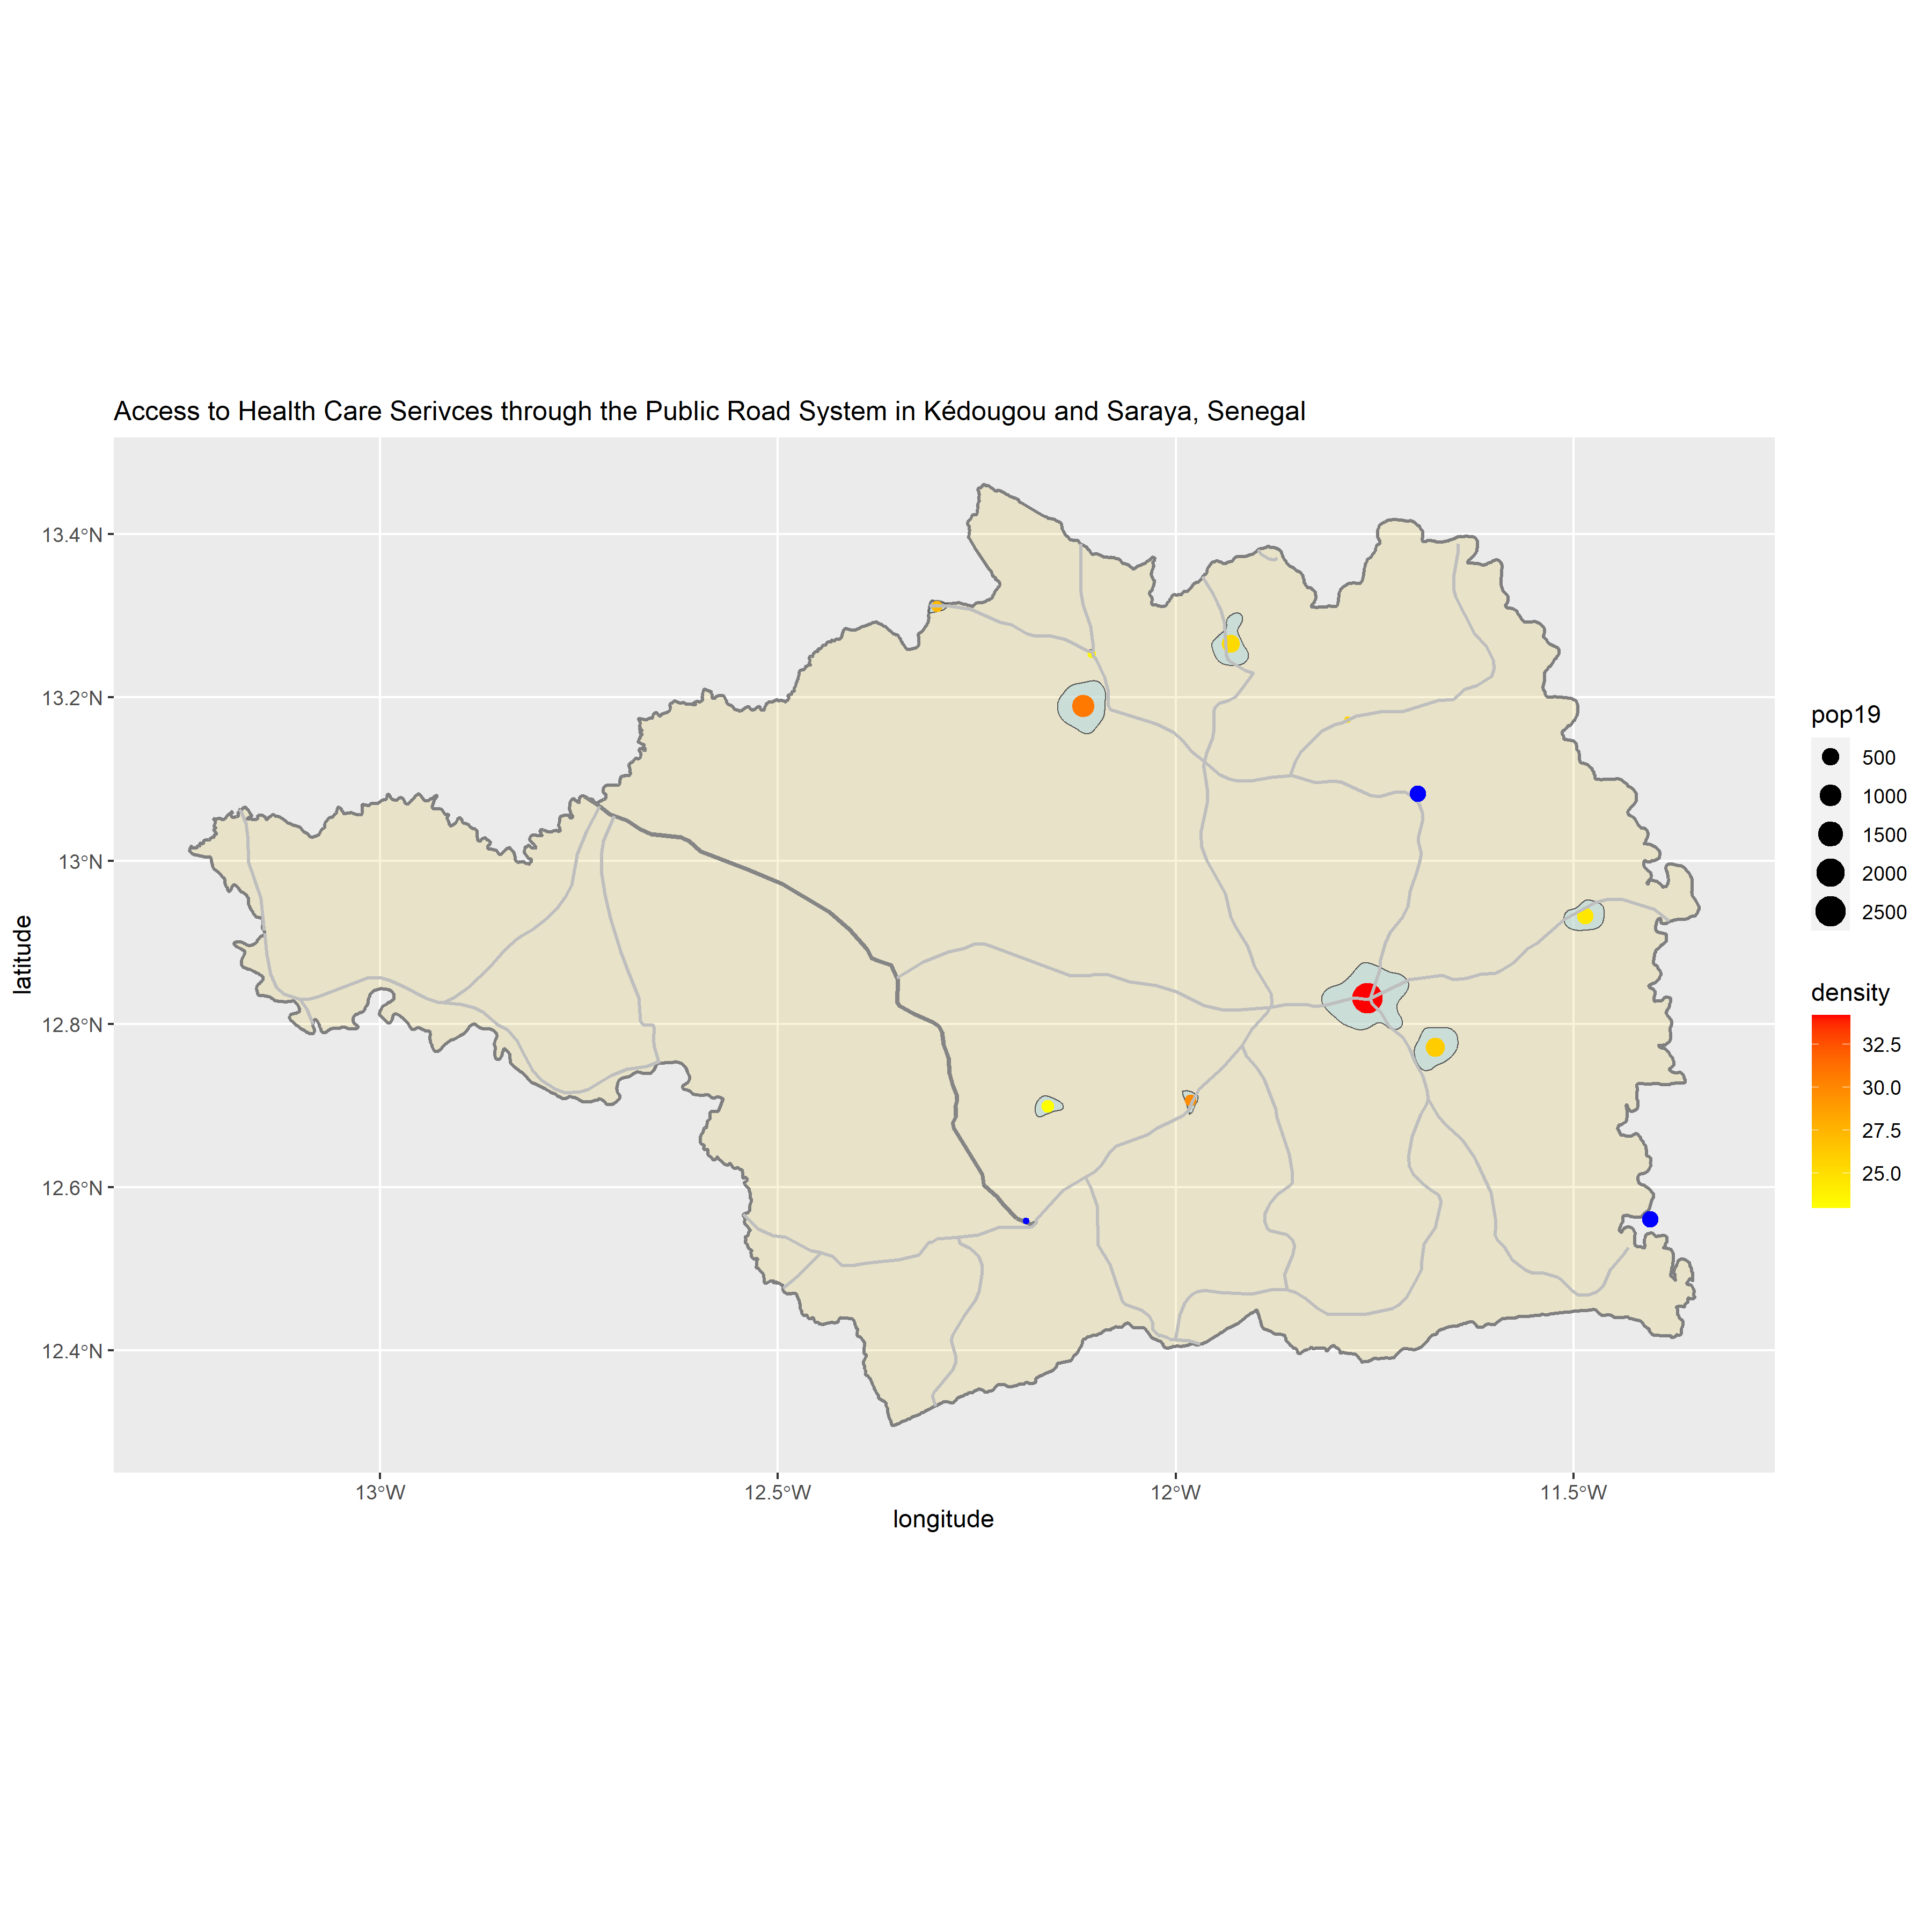 Access to Health Care Serivces through the Public Road System in Kédougou and Saraya, Senegal
13.4°N
13.2°N
13°N
12.8°N
12.6°N
12.4°N
latitude
13°W
12.5°W
12°W
11.5°W
longitude
pop19
500
1000
1500
2000
2500
density
32.5
30.0
27.5
25.0